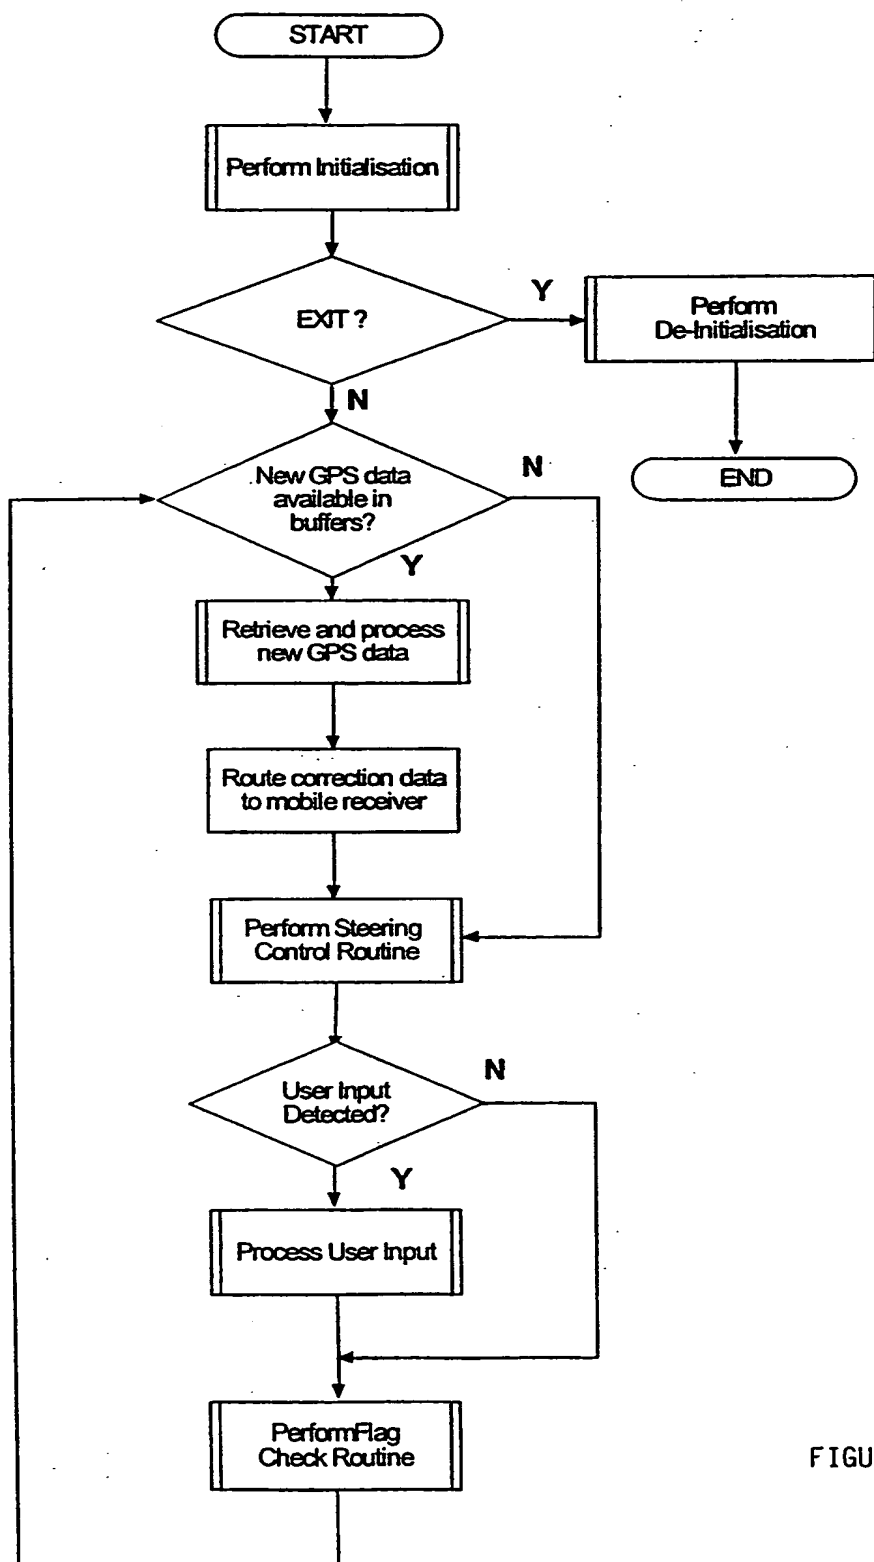 START
Perform Initialisation
EXIT ?
Y
Perform
De-Initialisation
N
END
New GPS data
available in
buffers?
N
Y
Retrieve and process
new GPS data
Route correction data
to mobile receiver
Perform Steering
Control Routine
User Input
Detected?
N
Y
Process User Input
PerformFlag
Check Routine
FIGU